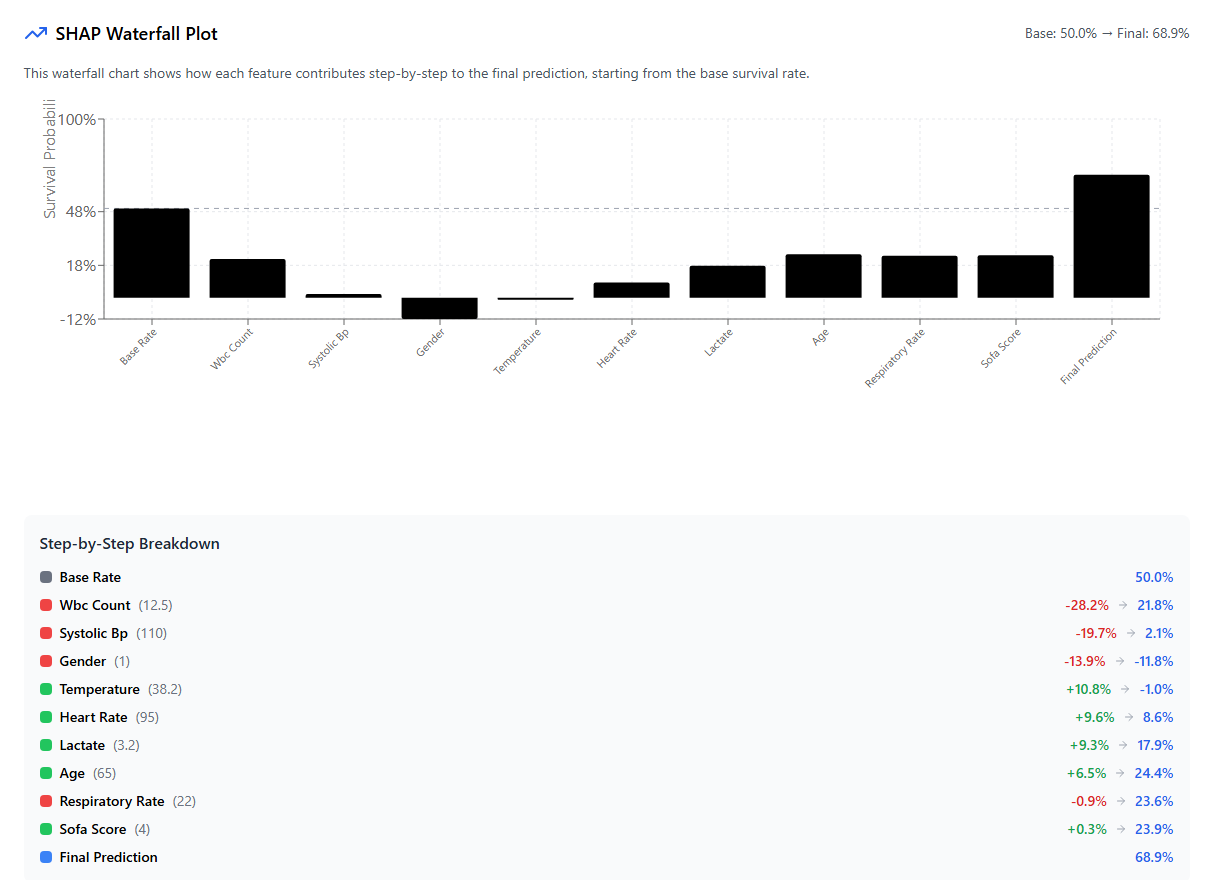 SHAP Waterfall Plot
Base: 50.0% → Final: 68.9%
This waterfall chart shows how each feature contributes step-by-step to the final prediction, starting from the base survival rate.
Survival Probabili
100%
48%
18%
-12%
Base Rate
Wbc Count
Systolic Bp
Gender
Temperature
Heart Rate
Lactate
Age
Respiratory Rate
Sofa Score
Final Prediction
Step-by-Step Breakdown
Base Rate 50.0%
Wbc Count (12.5) -28.2% → 21.8%
Systolic Bp (110) -19.7% → 2.1%
Gender (1) -13.9% → -11.8%
Temperature (38.2) +10.8% → -1.0%
Heart Rate (95) +9.6% → 8.6%
Lactate (3.2) +9.3% → 17.9%
Age (65) +6.5% → 24.4%
Respiratory Rate (22) -0.9% → 23.6%
Sofa Score (4) +0.3% → 23.9%
Final Prediction 68.9%